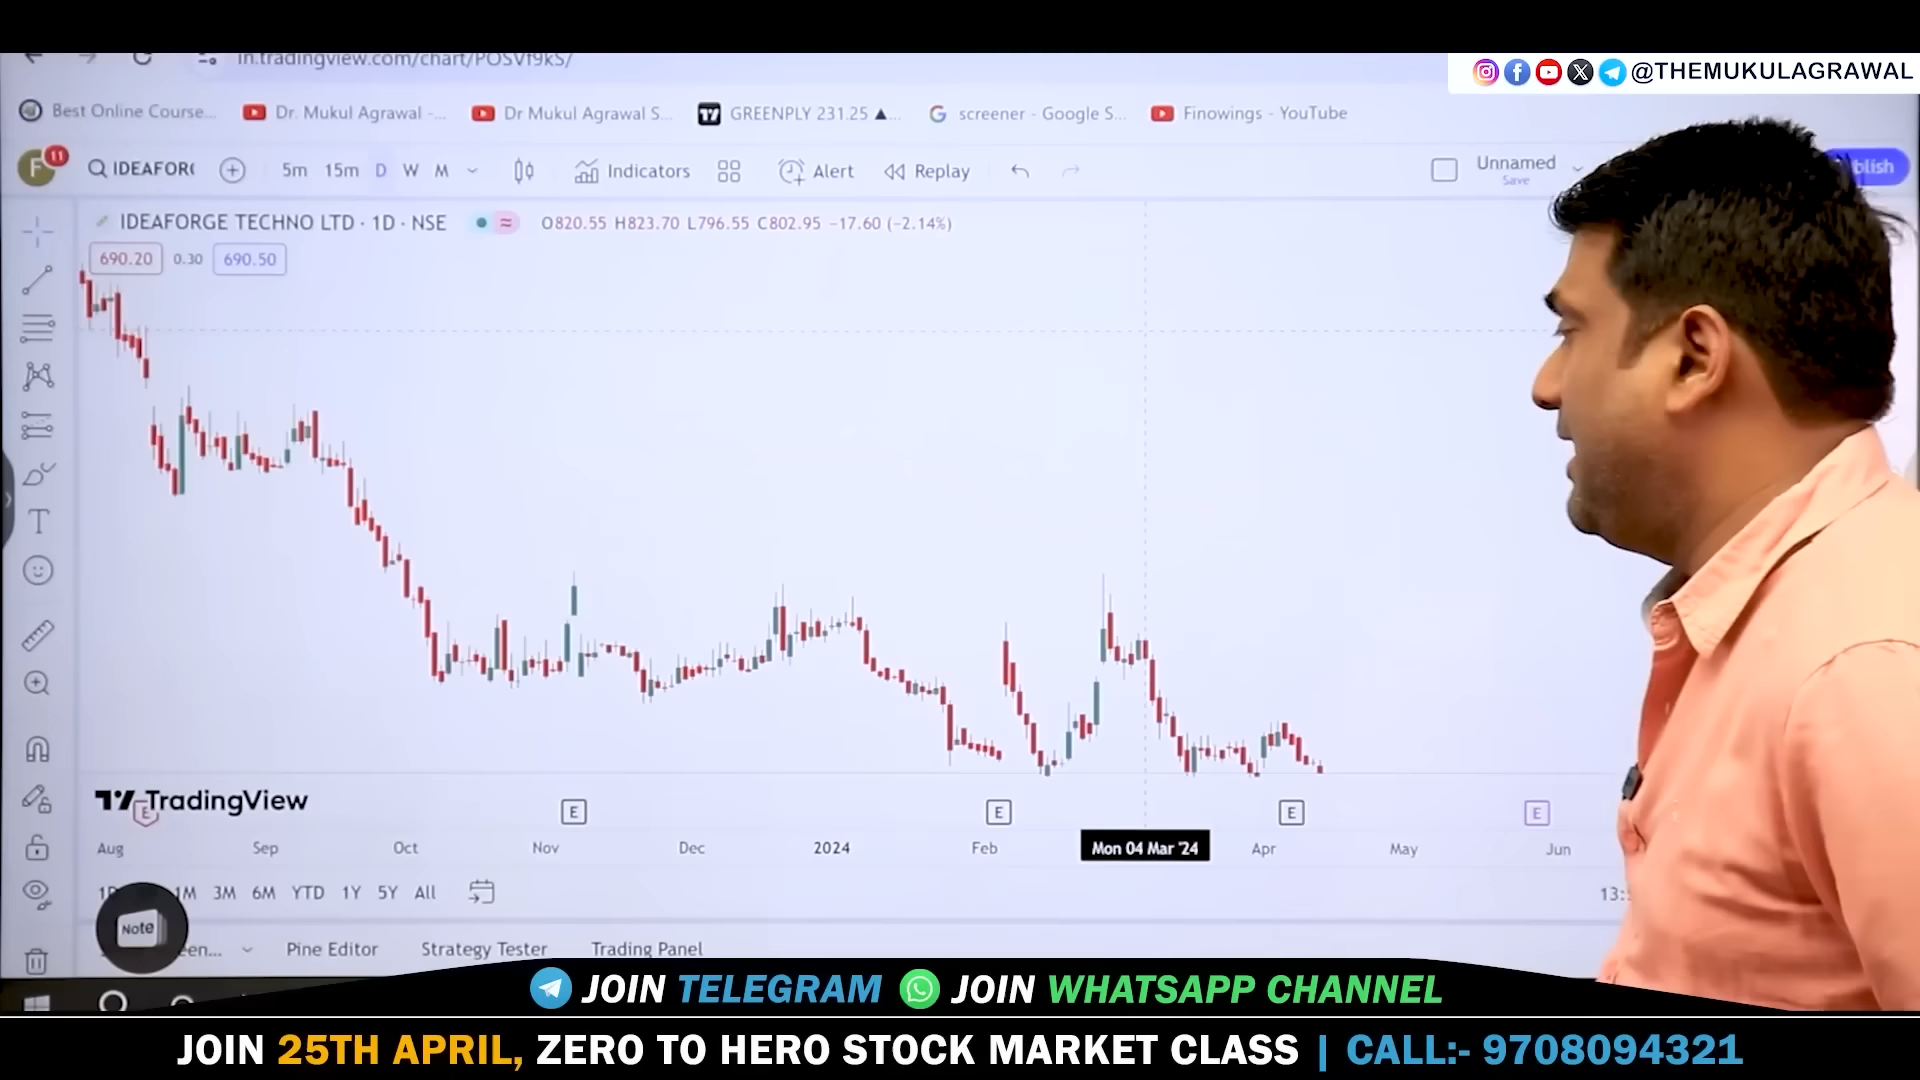 in.tradingview.com/chart/POSVf9kS/
@THEMUKULAGRAWAL
Best Online Course...
Dr. Mukul Agrawal -...
Dr Mukul Agrawal S...
GREENPLY 231.25 ▲...
screener - Google S...
Finowings - YouTube
F 11
IDEAFOR
5m 15m D W M
Indicators
Alert
Replay
Unnamed
Save
blish
IDEAFORGE TECHNO LTD · 1D · NSE
O820.55 H823.70 L796.55 C802.95 −17.60 (−2.14%)
690.20 0.30 690.50
TradingView
E E E E E
Aug Sep Oct Nov Dec 2024 Feb Mon 04 Mar '24 Apr May Jun
1M 3M 6M YTD 1Y 5Y All
13:
Note
een...
Pine Editor
Strategy Tester
Trading Panel
JOIN TELEGRAM JOIN WHATSAPP CHANNEL
JOIN 25TH APRIL, ZERO TO HERO STOCK MARKET CLASS | CALL:- 9708094321